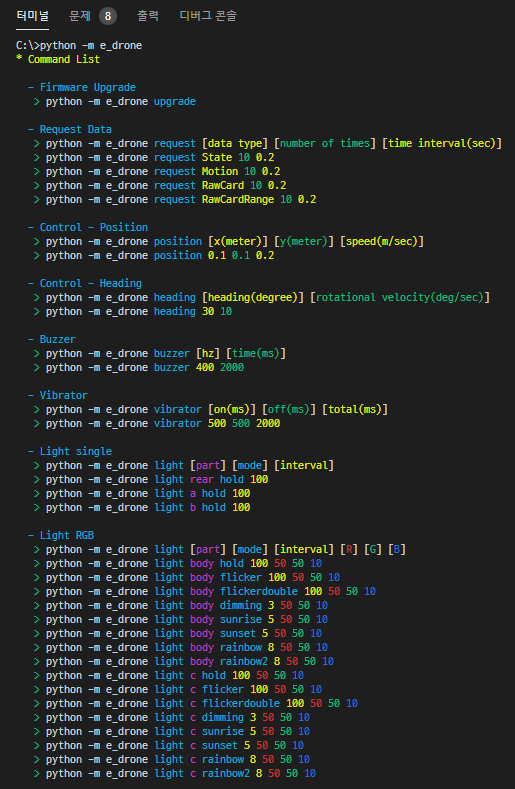 터미널 문제 8 출력 디버그 콘솔
C:\>python -m e_drone
* Command List
- Firmware Upgrade
> python -m e_drone upgrade
- Request Data
> python -m e_drone request [data type] [number of times] [time interval(sec)]
> python -m e_drone request State 10 0.2
> python -m e_drone request Motion 10 0.2
> python -m e_drone request RawCard 10 0.2
> python -m e_drone request RawCardRange 10 0.2
- Control - Position
> python -m e_drone position [x(meter)] [y(meter)] [speed(m/sec)]
> python -m e_drone position 0.1 0.1 0.2
- Control - Heading
> python -m e_drone heading [heading(degree)] [rotational velocity(deg/sec)]
> python -m e_drone heading 30 10
- Buzzer
> python -m e_drone buzzer [hz] [time(ms)]
> python -m e_drone buzzer 400 2000
- Vibrator
> python -m e_drone vibrator [on(ms)] [off(ms)] [total(ms)]
> python -m e_drone vibrator 500 500 2000
- Light single
> python -m e_drone light [part] [mode] [interval]
> python -m e_drone light rear hold 100
> python -m e_drone light a hold 100
> python -m e_drone light b hold 100
- Light RGB
> python -m e_drone light [part] [mode] [interval] [R] [G] [B]
> python -m e_drone light body hold 100 50 50 10
> python -m e_drone light body flicker 100 50 50 10
> python -m e_drone light body flickerdouble 100 50 50 10
> python -m e_drone light body dimming 3 50 50 10
> python -m e_drone light body sunrise 5 50 50 10
> python -m e_drone light body sunset 5 50 50 10
> python -m e_drone light body rainbow 8 50 50 10
> python -m e_drone light body rainbow2 8 50 50 10
> python -m e_drone light c hold 100 50 50 10
> python -m e_drone light c flicker 100 50 50 10
> python -m e_drone light c flickerdouble 100 50 50 10
> python -m e_drone light c dimming 3 50 50 10
> python -m e_drone light c sunrise 5 50 50 10
> python -m e_drone light c sunset 5 50 50 10
> python -m e_drone light c rainbow 8 50 50 10
> python -m e_drone light c rainbow2 8 50 50 10